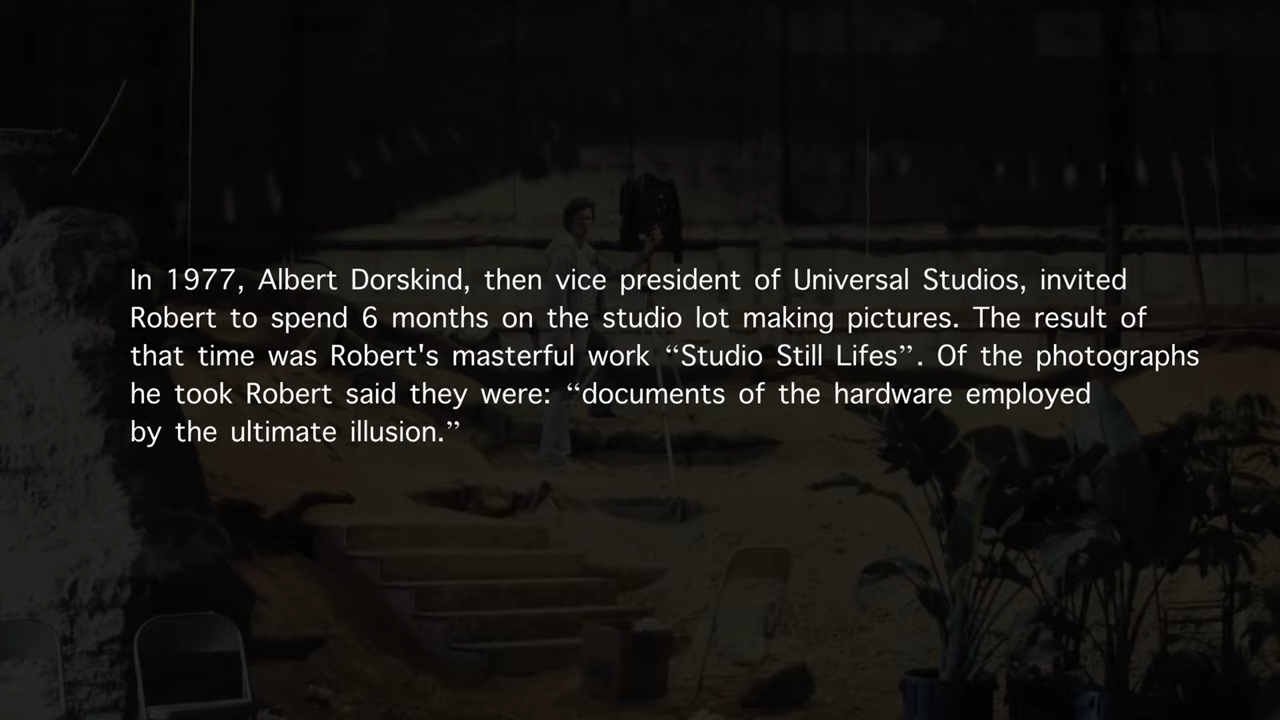 In 1977, Albert Dorskind, then vice president of Universal Studios, invited
Robert to spend 6 months on the studio lot making pictures. The result of
that time was Robert's masterful work “Studio Still Lifes”. Of the photographs
he took Robert said they were: “documents of the hardware employed
by the ultimate illusion.”